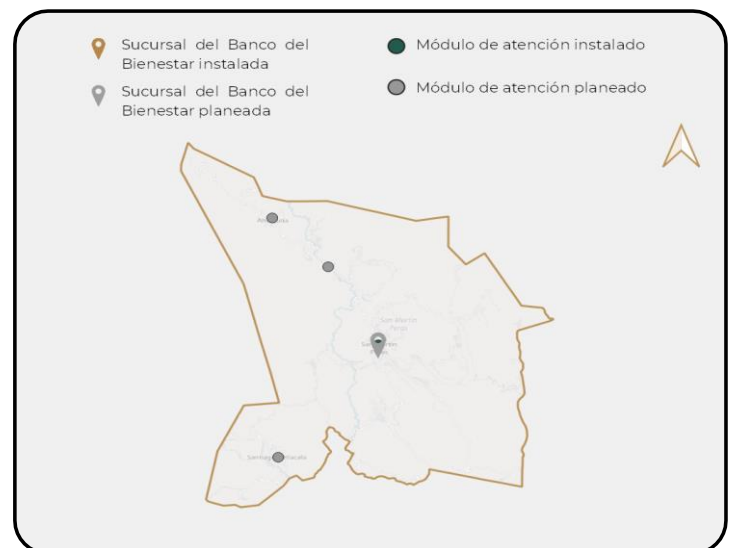 Sucursal del Banco del
Bienestar instalada
Sucursal del Banco del
Bienestar planeada
Módulo de atención instalado
Módulo de atención planeado
San Martín
Peras